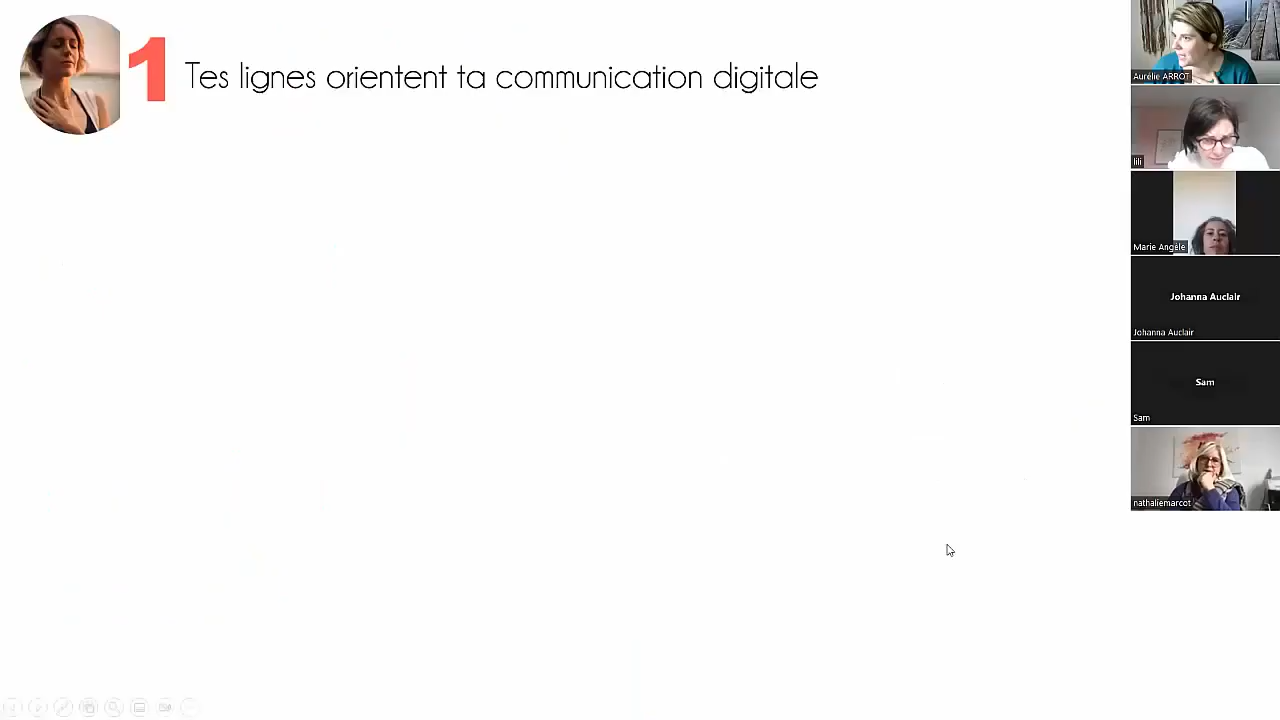 1 Tes lignes orientent ta communication digitale
Aurélie ARROT
lili
Marie Angèle
Johanna Auclair
Johanna Auclair
Sam
Sam
nathaliemarcot